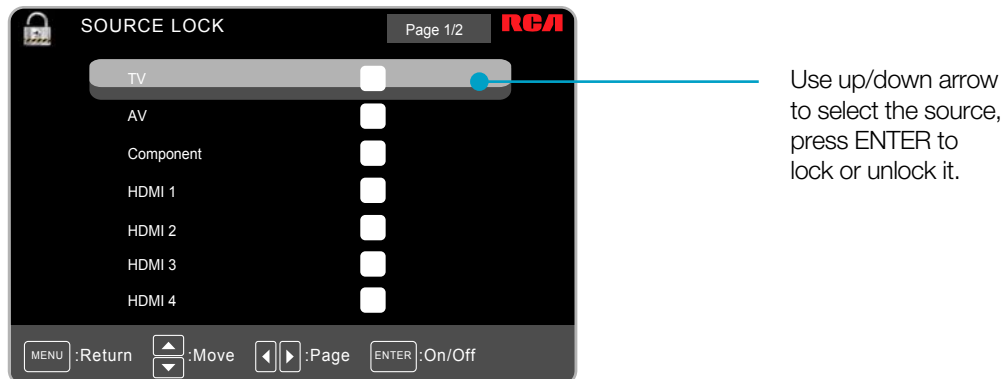 SOURCE LOCK
Page 1/2
RCA
TV
AV
Component
HDMI 1
HDMI 2
HDMI 3
HDMI 4
MENU :Return :Move :Page ENTER :On/Off
Use up/down arrow
to select the source,
press ENTER to
lock or unlock it.